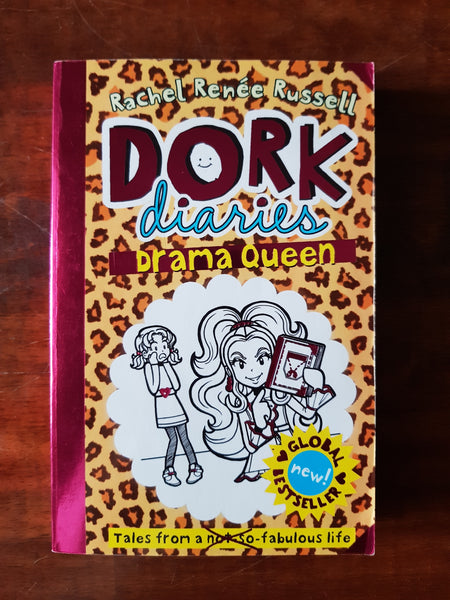 Rachel Renée Russell
DORK
diaries
Drama Queen
GLOBAL
new!
BESTSELLER
Tales from a not-so-fabulous life